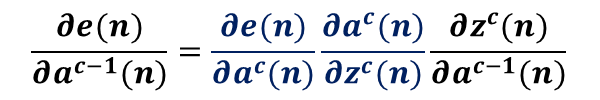 ∂e(n)/∂a^{c−1}(n) = ∂e(n)/∂a^c(n) ∂a^c(n)/∂z^c(n) ∂z^c(n)/∂a^{c−1}(n)